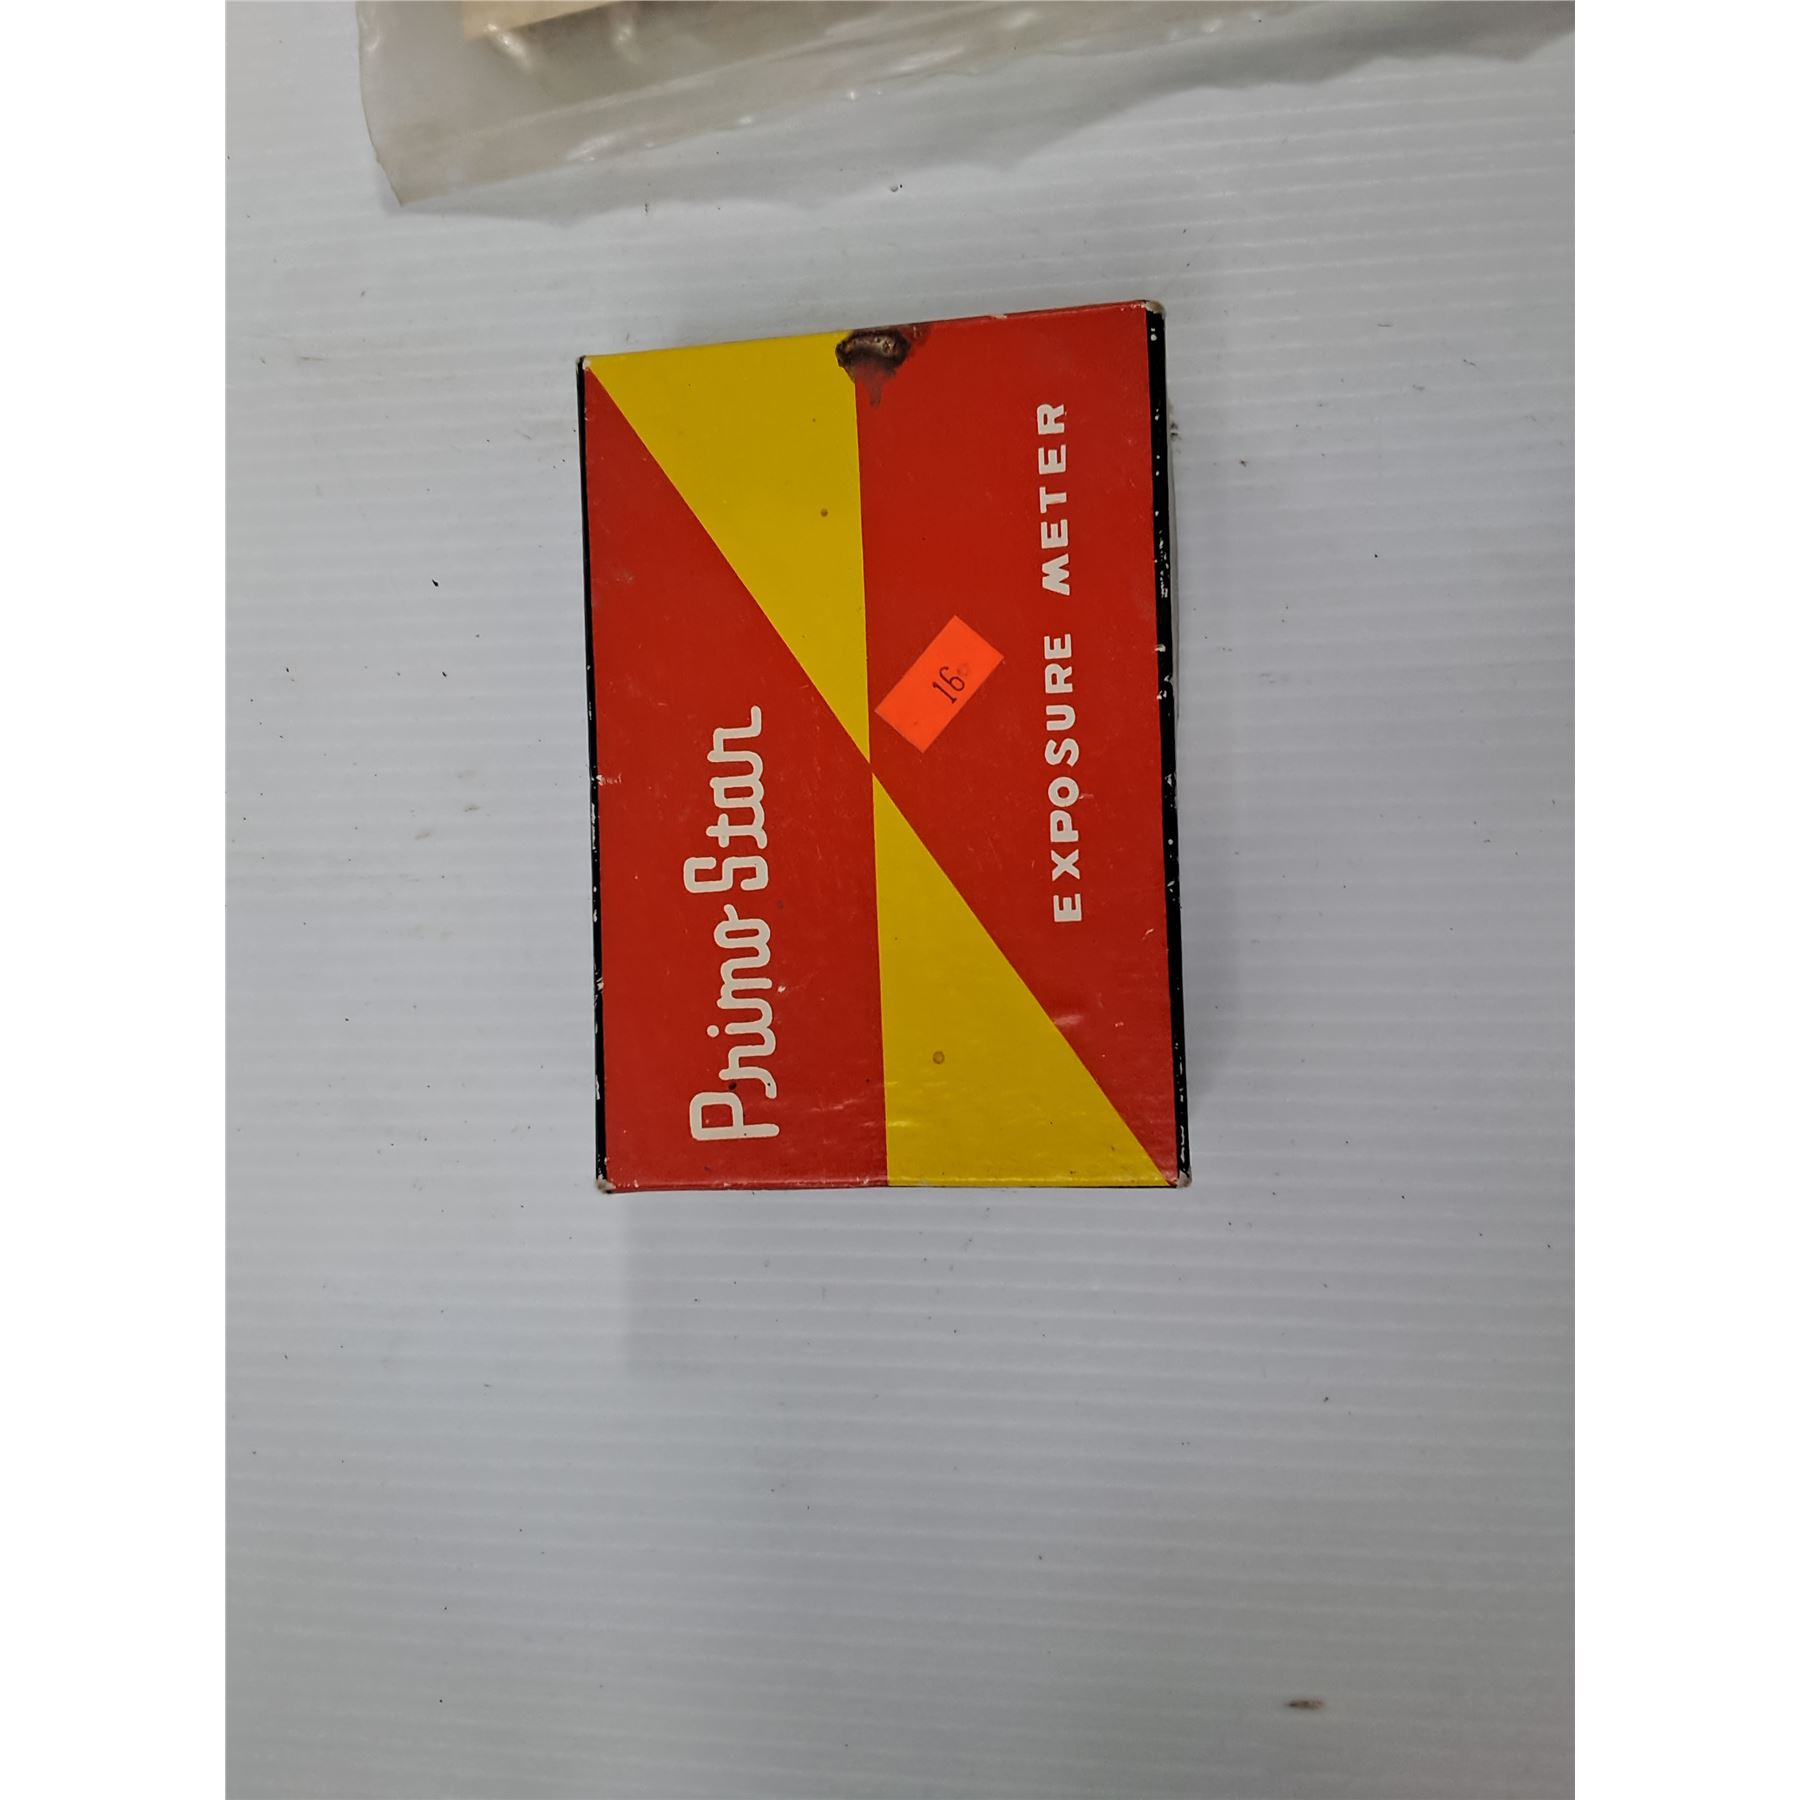 Primo Star
16
EXPOSURE METER